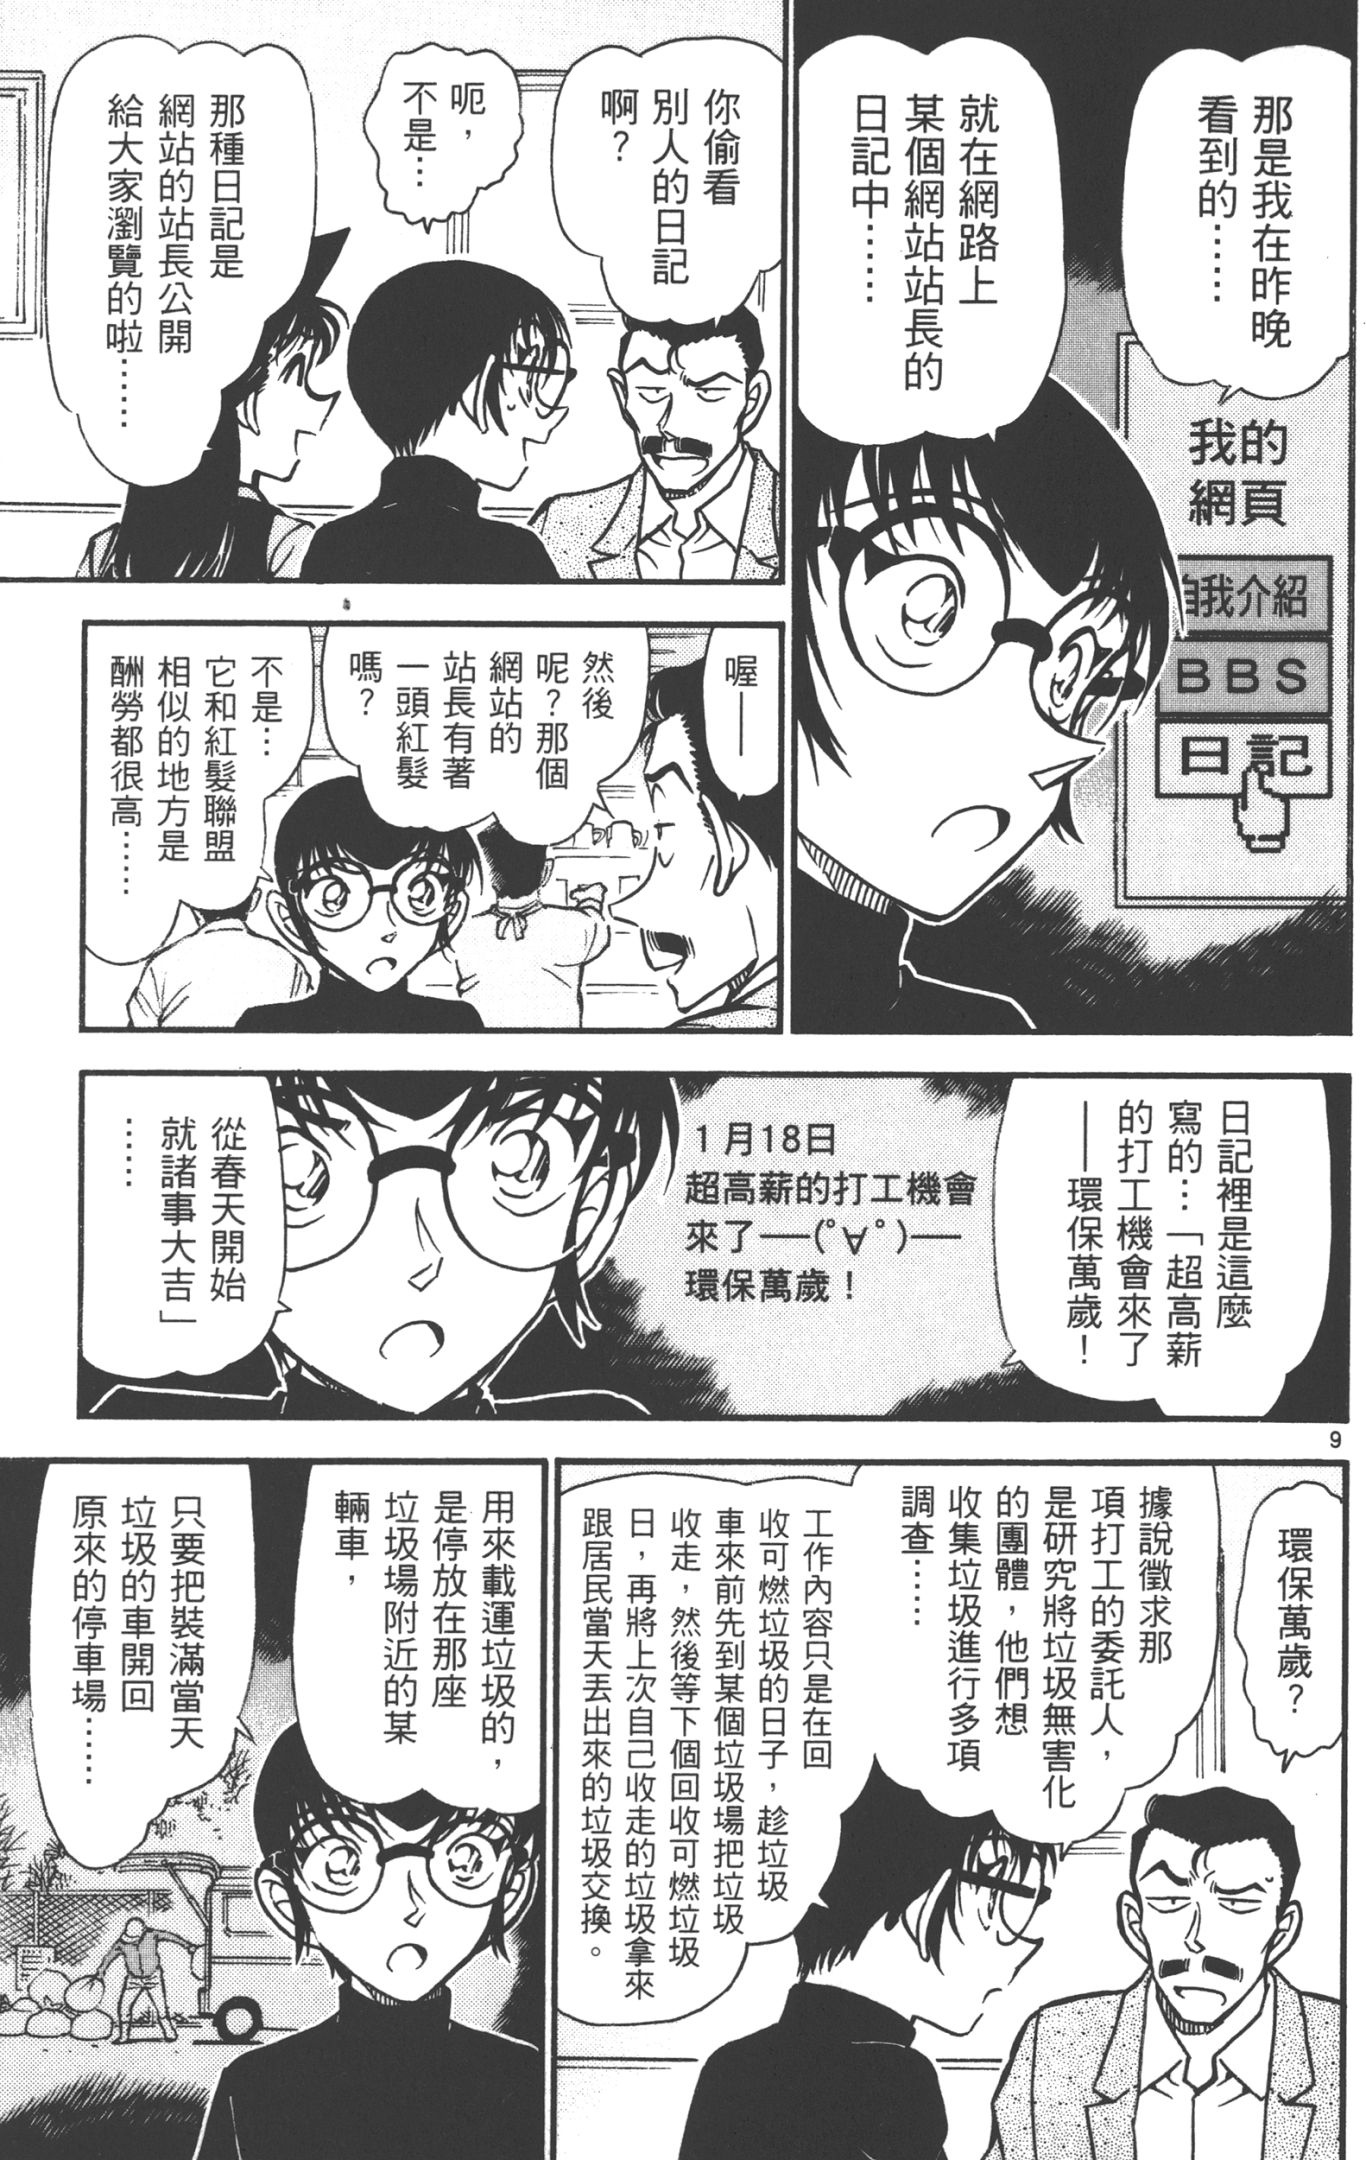 那是我在昨晚
看到的……
就在網路上
某個網站站長的
日記中……
我的
網頁
自我介紹
BBS
日記
你偷看
別人的日記
啊？
呃，
不是…
那種日記是
網站的站長公開
給大家瀏覽的啦……
喔──
然後
呢？那個
網站的
站長有著
一頭紅髮
嗎？
不是…
它和紅髮聯盟
相似的地方是
酬勞都很高……
日記裡是這麼
寫的…「超高薪
的打工機會來了
──環保萬歲！
1月18日
超高薪的打工機會
來了──(ﾟ∀ﾟ)──
環保萬歲！
從春天開始
就諸事大吉」
……
9
環保萬歲？
據說徵求那
項打工的委託人，
是研究將垃圾無害化
的團體，他們想
收集垃圾進行多項
調查……
工作內容只是在回
收可燃垃圾的日子，趁垃圾
車來前先到某個垃圾場把垃圾
收走，然後等下個回收可燃垃圾
日，再將上次自己收走的垃圾拿來
跟居民當天丟出來的垃圾交換。
用來載運垃圾的，
是停放在那座
垃圾場附近的某
輛車，
只要把裝滿當天
垃圾的車開回
原來的停車場……